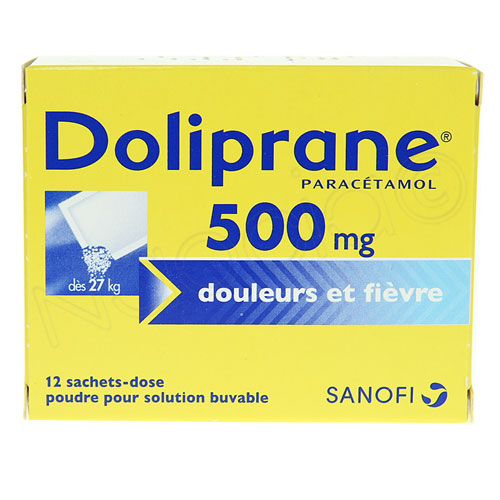 Doliprane®
PARACÉTAMOL
500 mg
dès 27 kg
douleurs et fièvre
12 sachets-dose
poudre pour solution buvable
SANOFI